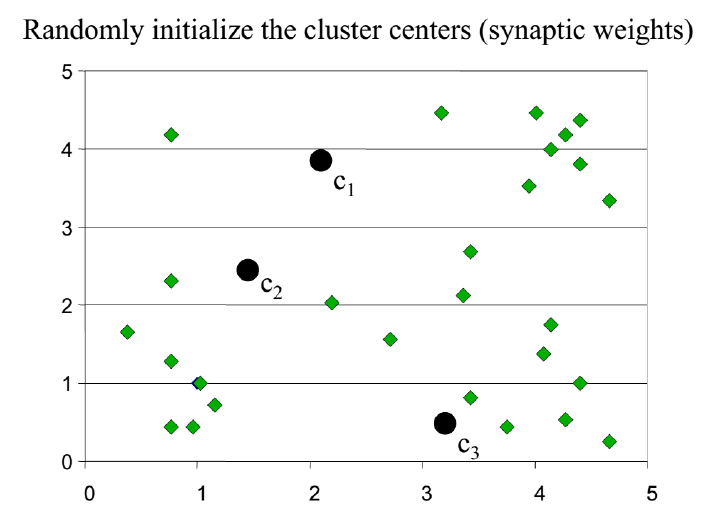 Randomly initialize the cluster centers (synaptic weights)
5
4
c1
3
c2
2
1
c3
0
0 1 2 3 4 5